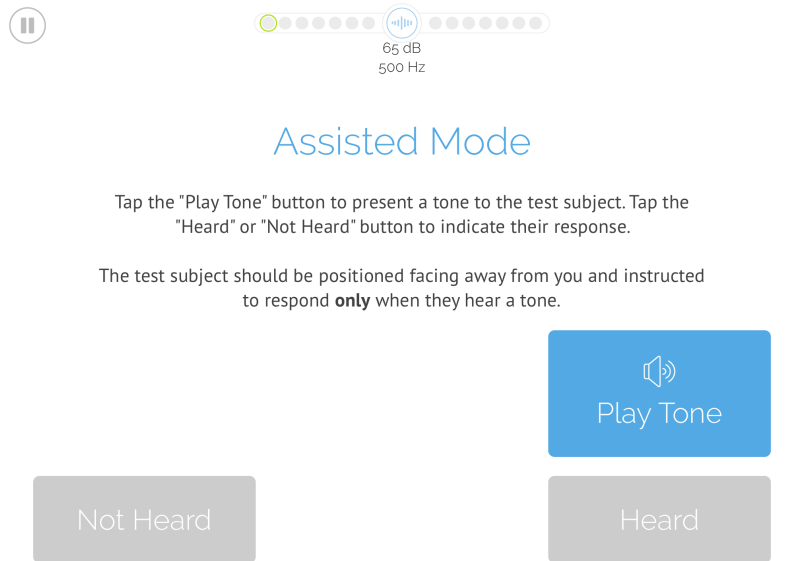 65 dB
500 Hz
Assisted Mode
Tap the "Play Tone" button to present a tone to the test subject. Tap the
"Heard" or "Not Heard" button to indicate their response.
The test subject should be positioned facing away from you and instructed
to respond only when they hear a tone.
Play Tone
Not Heard
Heard